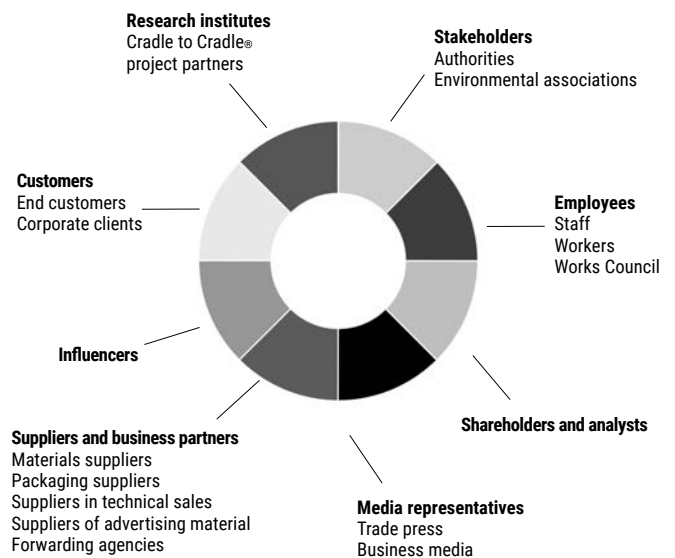 Research institutes
Cradle to Cradle®
project partners
Stakeholders
Authorities
Environmental associations
Customers
End customers
Corporate clients
Employees
Staff
Workers
Works Council
Influencers
Shareholders and analysts
Suppliers and business partners
Materials suppliers
Packaging suppliers
Suppliers in technical sales
Suppliers of advertising material
Forwarding agencies
Media representatives
Trade press
Business media